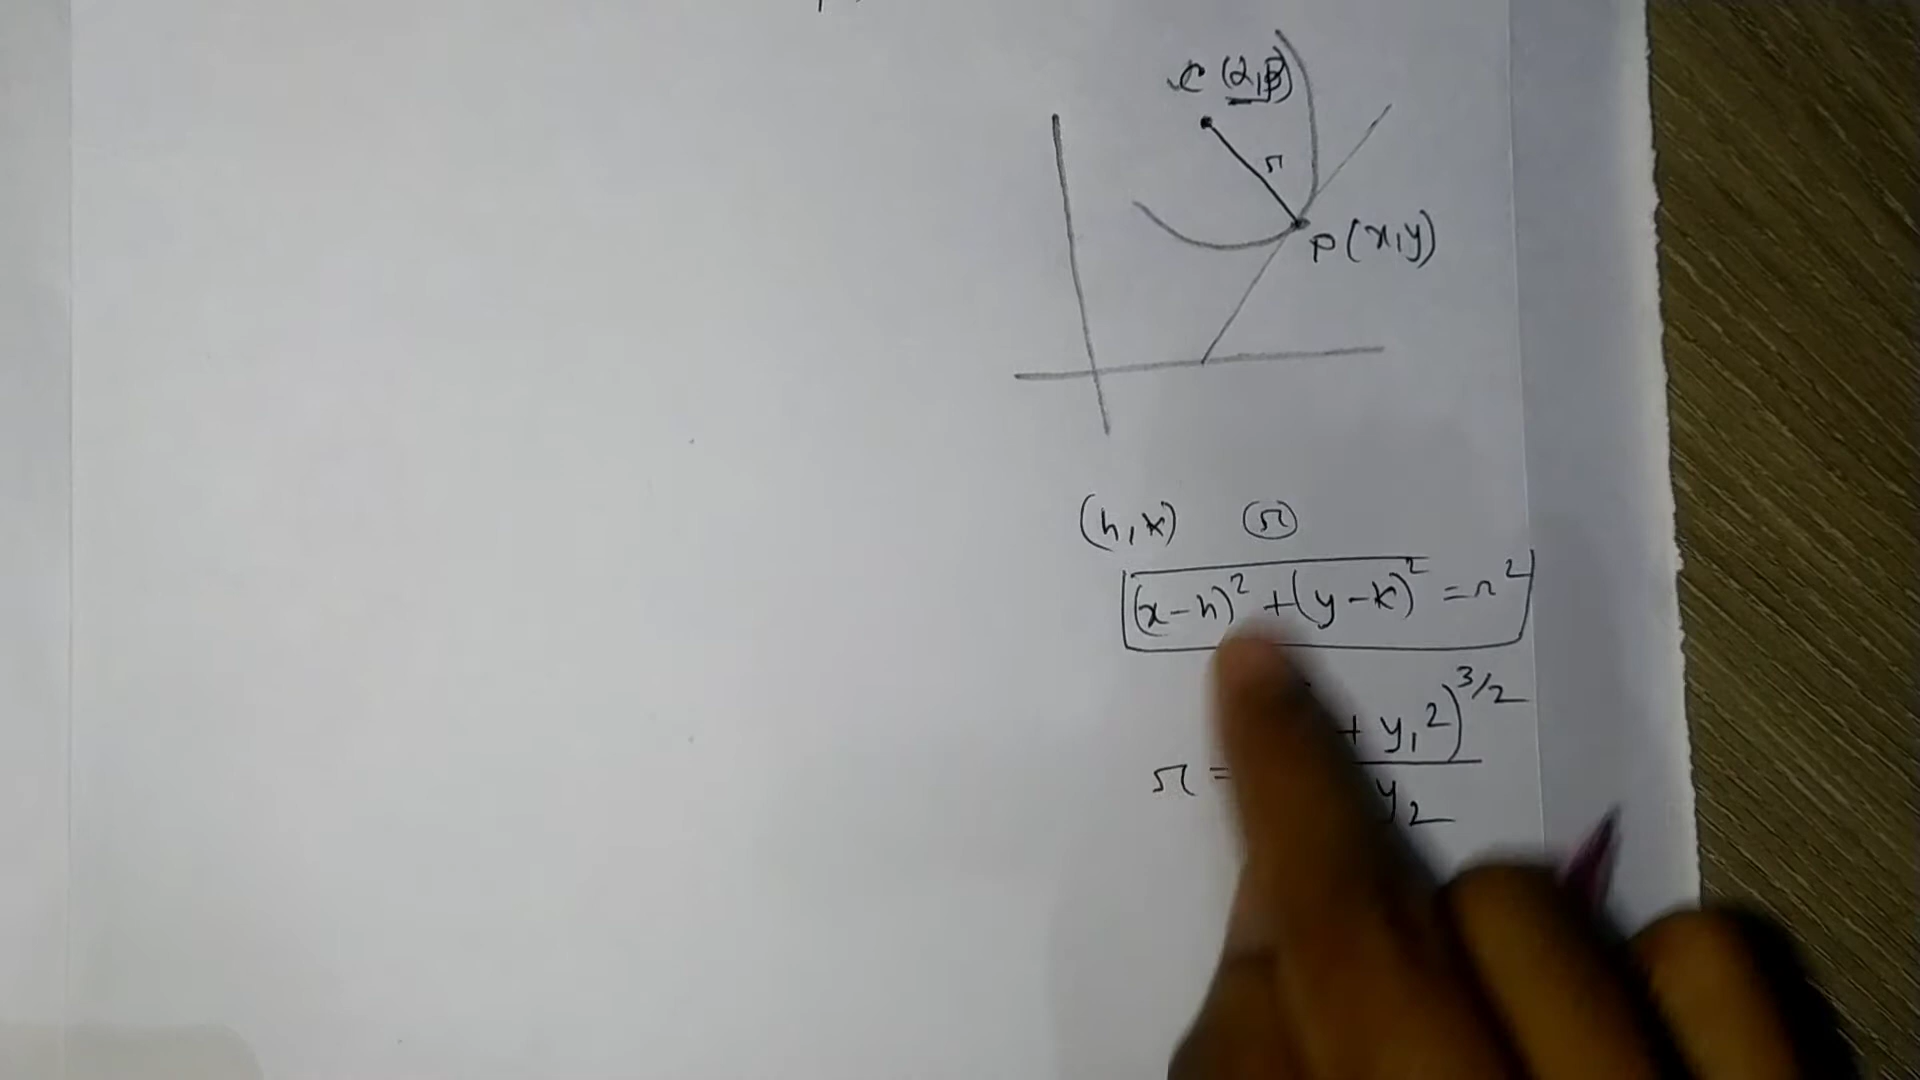 C (α,β)
r
P(x,y)
(h,k) r
(x-h)² + (y-k)² = r²
r = + y₁²)^3/2
y₂